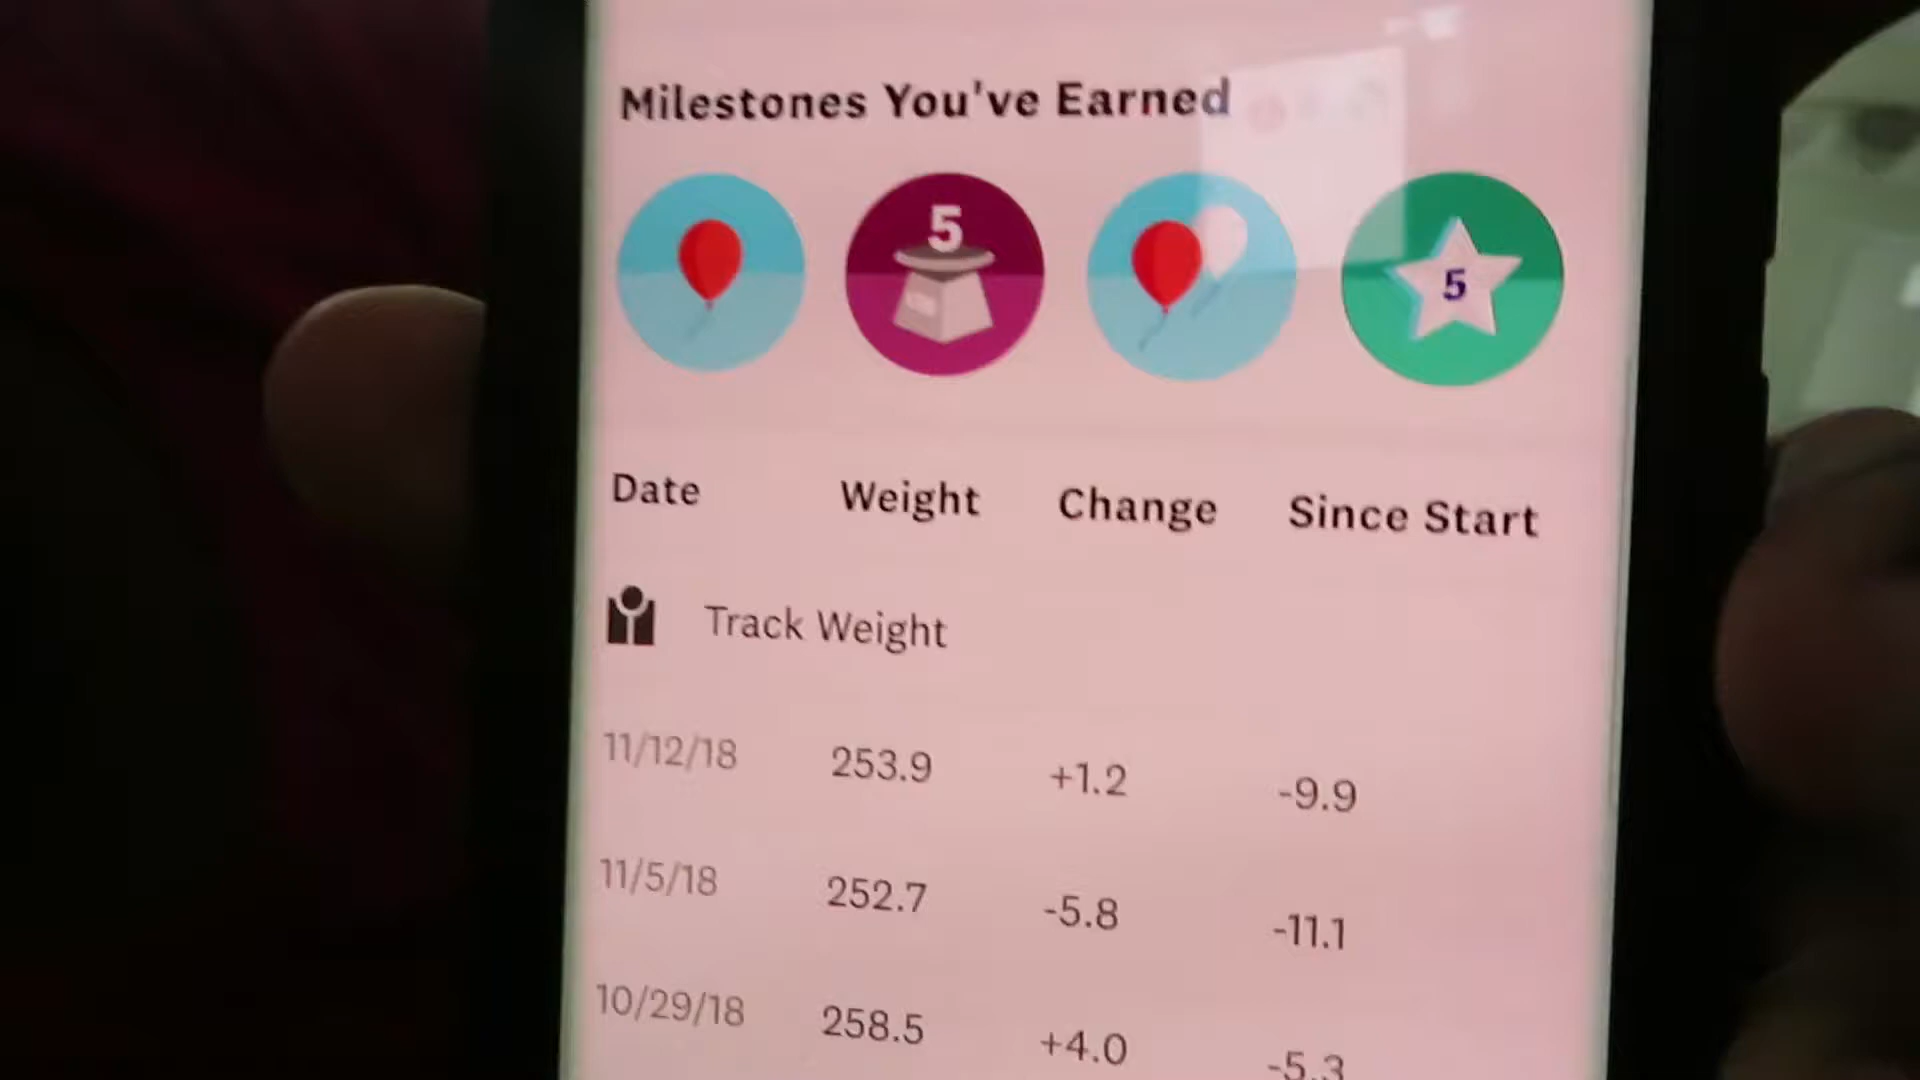 Milestones You've Earned
5
5
Date Weight Change Since Start
Track Weight
11/12/18 253.9 +1.2 -9.9
11/5/18 252.7 -5.8 -11.1
10/29/18 258.5 +4.0 -5.3